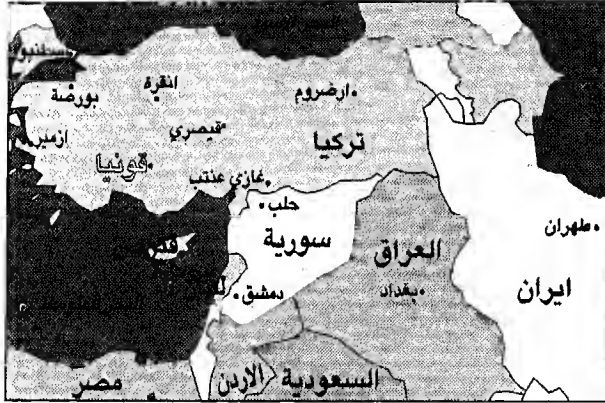 انقرة
ارضروم
بورصة
ازمير
قيصري
تركيا
قونيا
غازي عنتب
حلب
سورية
العراق
طهران
دمشق
بغداد
ايران
مصر
الاردن
السعودية